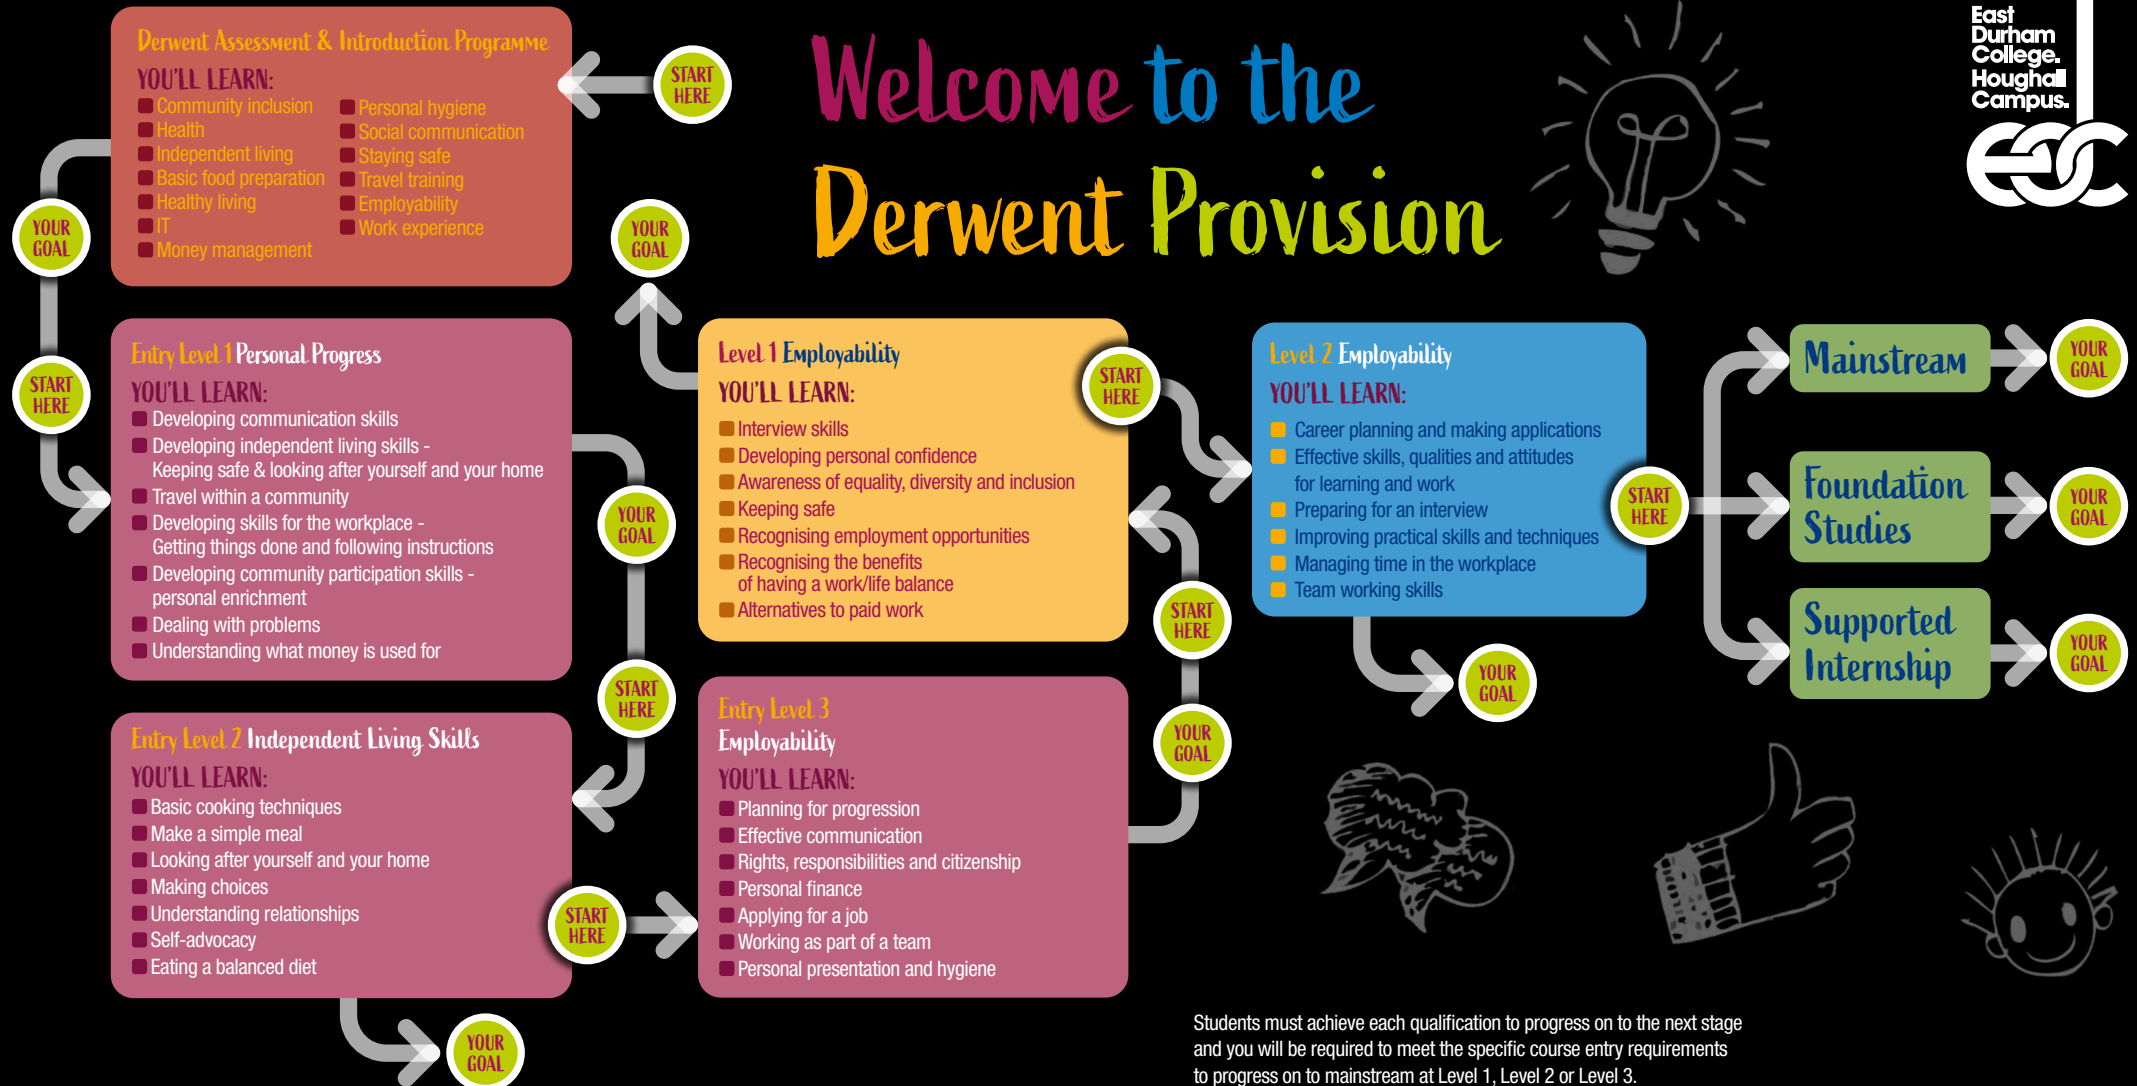 Welcome to the
Derwent Provision
East
Durham
College.
Houghall
Campus.
edc
START
HERE
Derwent Assessment & Introduction Programme
YOU'LL LEARN:
Community inclusion
Health
Independent living
Basic food preparation
Healthy living
IT
Money management
Personal hygiene
Social communication
Staying safe
Travel training
Employability
Work experience
YOUR
GOAL
START
HERE
Entry Level 1 Personal Progress
YOU'LL LEARN:
Developing communication skills
Developing independent living skills -
Keeping safe & looking after yourself and your home
Travel within a community
Developing skills for the workplace -
Getting things done and following instructions
Developing community participation skills -
personal enrichment
Dealing with problems
Understanding what money is used for
YOUR
GOAL
START
HERE
Entry Level 2 Independent Living Skills
YOU'LL LEARN:
Basic cooking techniques
Make a simple meal
Looking after yourself and your home
Making choices
Understanding relationships
Self-advocacy
Eating a balanced diet
YOUR
GOAL
START
HERE
Entry Level 3
Employability
YOU'LL LEARN:
Planning for progression
Effective communication
Rights, responsibilities and citizenship
Personal finance
Applying for a job
Working as part of a team
Personal presentation and hygiene
YOUR
GOAL
START
HERE
Level 1 Employability
YOU'LL LEARN:
Interview skills
Developing personal confidence
Awareness of equality, diversity and inclusion
Keeping safe
Recognising employment opportunities
Recognising the benefits
of having a work/life balance
Alternatives to paid work
YOUR
GOAL
START
HERE
Level 2 Employability
YOU'LL LEARN:
Career planning and making applications
Effective skills, qualities and attitudes
for learning and work
Preparing for an interview
Improving practical skills and techniques
Managing time in the workplace
Team working skills
YOUR
GOAL
START
HERE
Mainstream
YOUR
GOAL
Foundation
Studies
YOUR
GOAL
Supported
Internship
YOUR
GOAL
Students must achieve each qualification to progress on to the next stage
and you will be required to meet the specific course entry requirements
to progress on to mainstream at Level 1, Level 2 or Level 3.